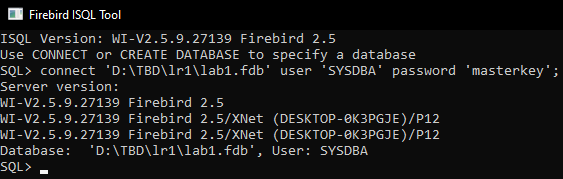 Firebird ISQL Tool
ISQL Version: WI-V2.5.9.27139 Firebird 2.5
Use CONNECT or CREATE DATABASE to specify a database
SQL> connect 'D:\TBD\lr1\lab1.fdb' user 'SYSDBA' password 'masterkey';
Server version:
WI-V2.5.9.27139 Firebird 2.5
WI-V2.5.9.27139 Firebird 2.5/XNet (DESKTOP-0K3PGJE)/P12
WI-V2.5.9.27139 Firebird 2.5/XNet (DESKTOP-0K3PGJE)/P12
Database:  'D:\TBD\lr1\lab1.fdb', User: SYSDBA
SQL>